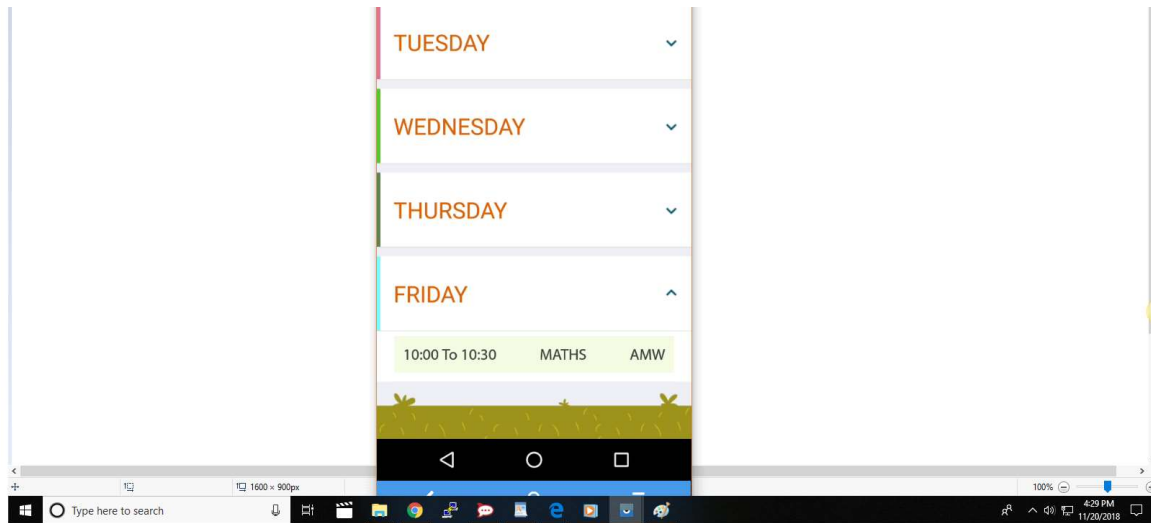 TUESDAY
WEDNESDAY
THURSDAY
FRIDAY
10:00 To 10:30 MATHS AMW
1600 × 900px 100%
Type here to search 4:29 PM
11/20/2018